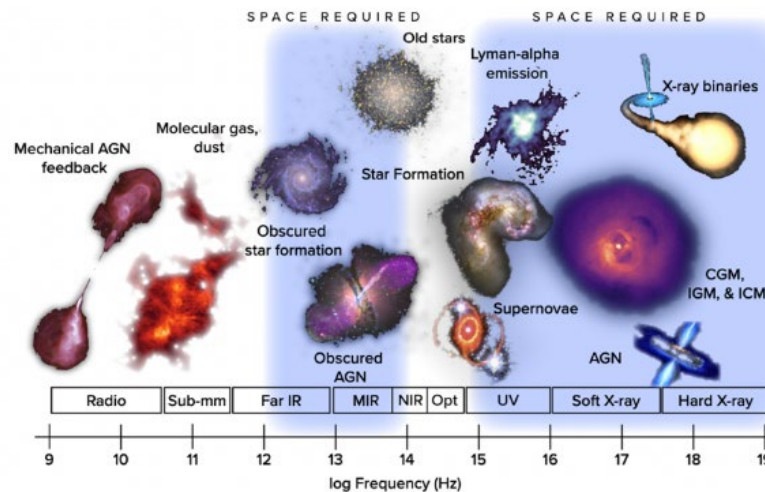 SPACE REQUIRED
SPACE REQUIRED
Old stars
Lyman-alpha
emission
X-ray binaries
Molecular gas,
dust
Mechanical AGN
feedback
Star Formation
Obscured
star formation
CGM,
IGM, & ICM
Supernovae
Obscured
AGN
AGN
Radio
Sub-mm
Far IR
MIR
NIR
Opt
UV
Soft X-ray
Hard X-ray
9 10 11 12 13 14 15 16 17 18 19
log Frequency (Hz)